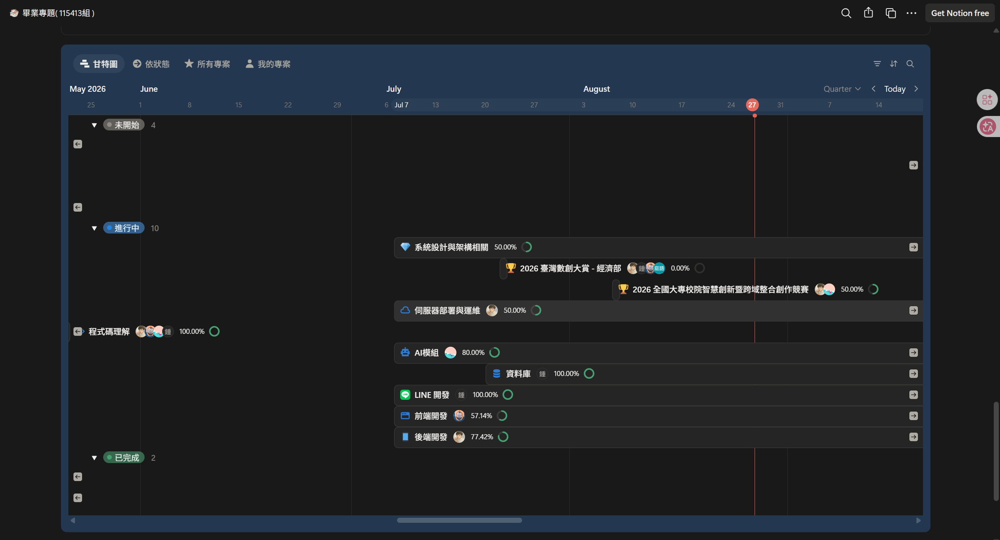 畢業專題(115413組)
Get Notion free
甘特圖 依狀態 所有專案 我的專案
May 2026 June July August Quarter Today
25 1 8 15 22 29 6 Jul 7 13 20 27 3 10 17 24 27 31 7 14
未開始 4
進行中 10
系統設計與架構相關 50.00%
2026 臺灣數創大賞 - 經濟部 鍾 庭語 0.00%
2026 全國大專校院智慧創新暨跨域整合創作競賽 50.00%
伺服器部署與運維 50.00%
程式碼理解 鍾 100.00%
AI模組 80.00%
資料庫 鍾 100.00%
LINE LINE 開發 鍾 100.00%
前端開發 57.14%
後端開發 77.42%
已完成 2